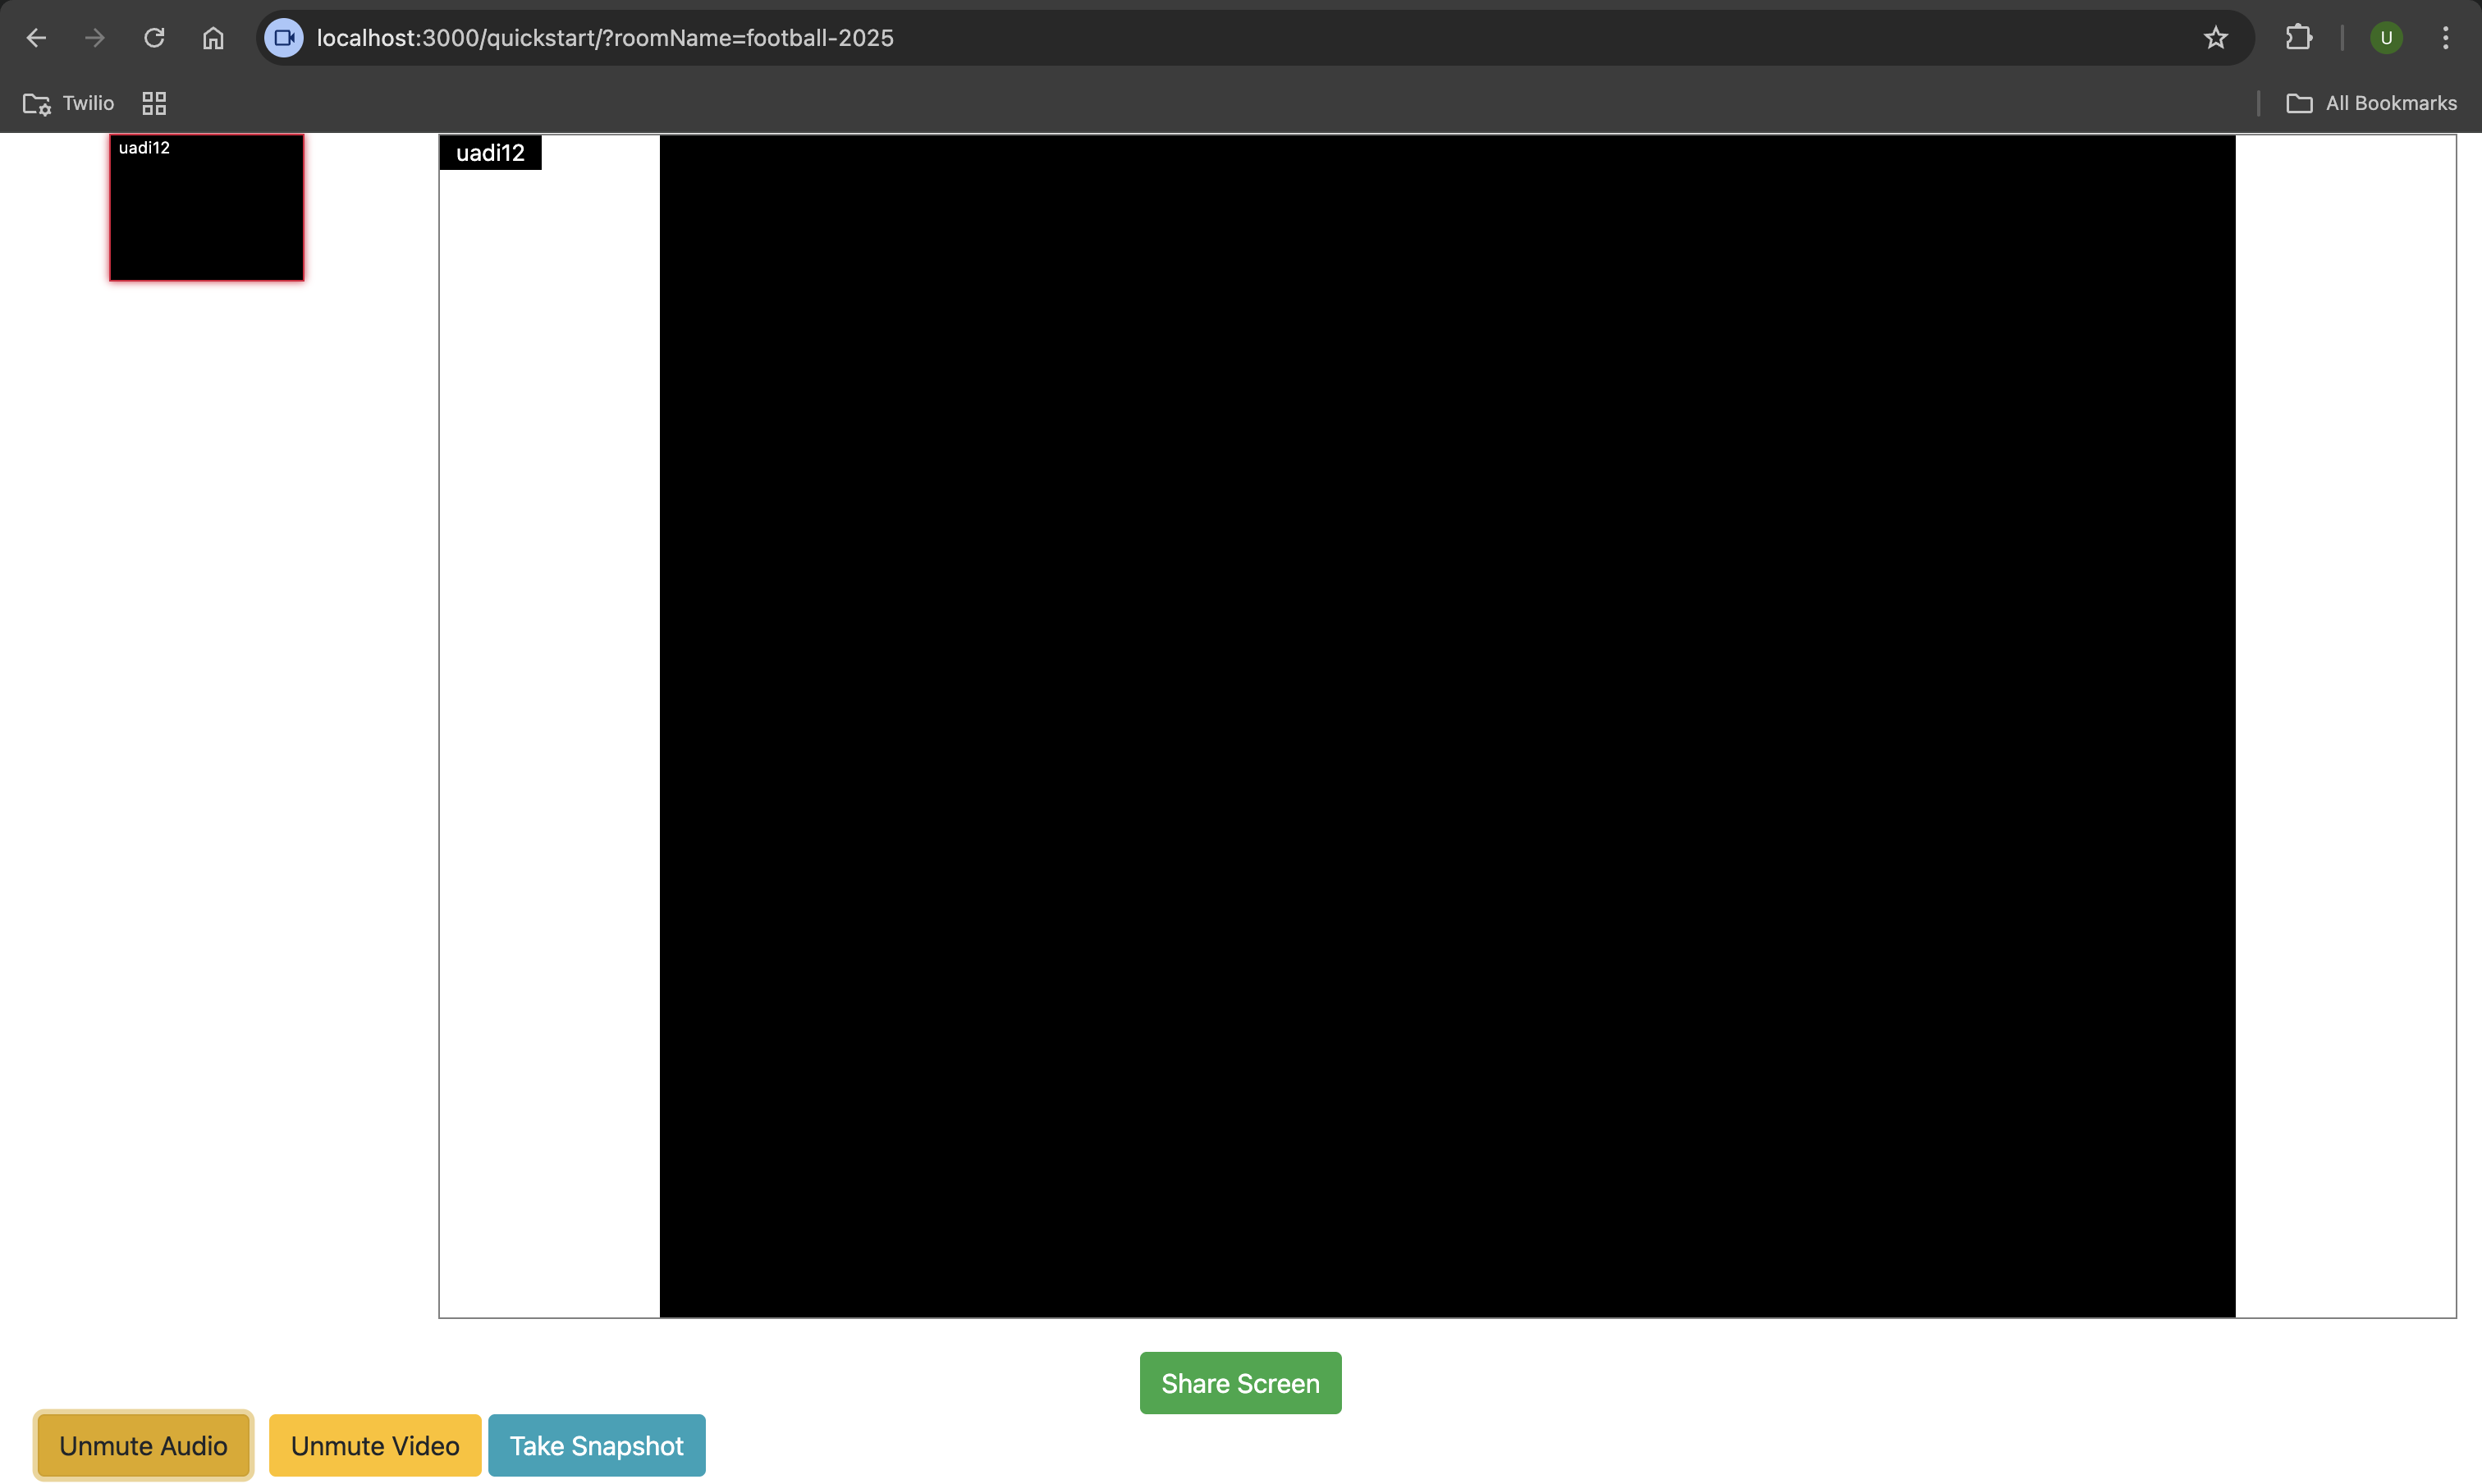 localhost:3000/quickstart/?roomName=football-2025
U
Twilio
All Bookmarks
uadi12
uadi12
Share Screen
Unmute Audio
Unmute Video
Take Snapshot